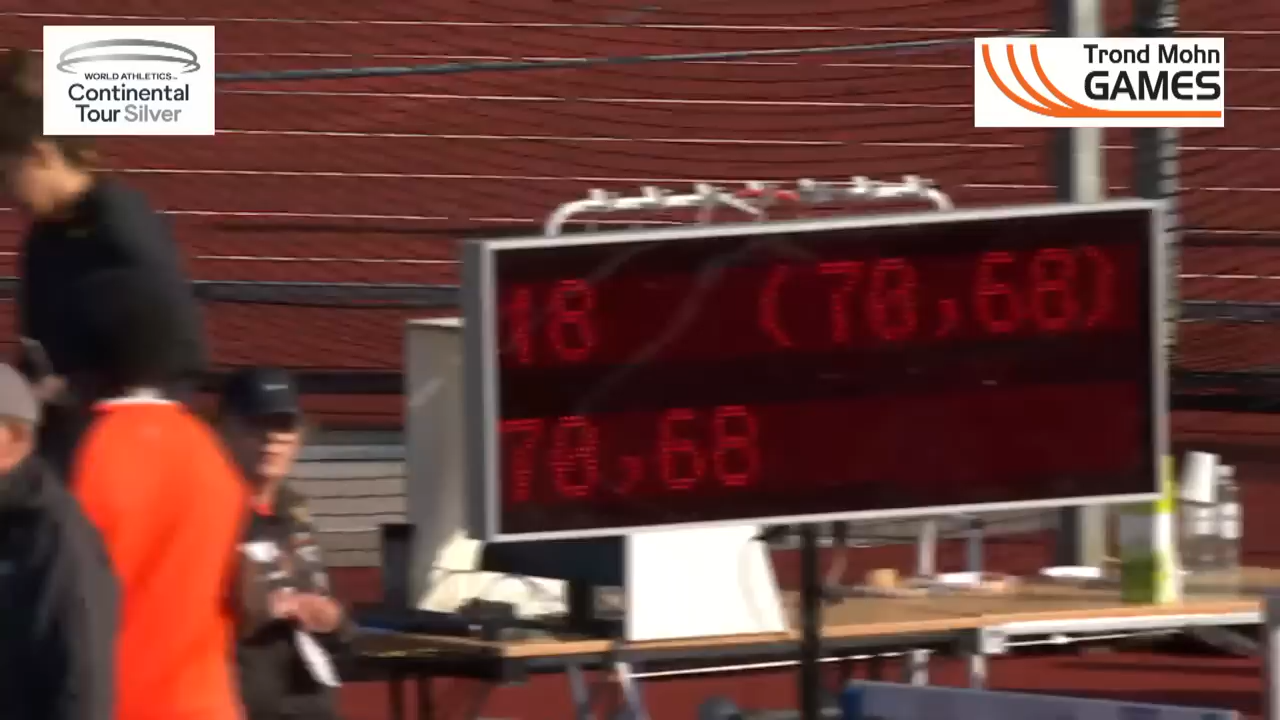 WORLD ATHLETICS
Continental
Tour Silver
Trond Mohn
GAMES
18 (70,68)
70,68